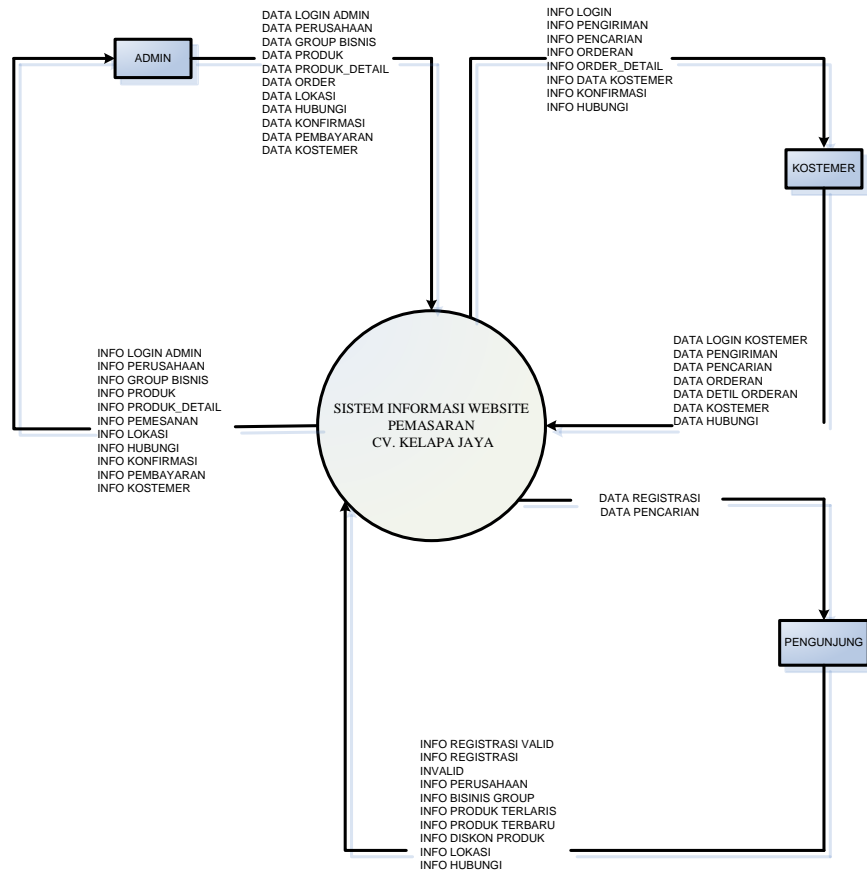 DATA LOGIN ADMIN
DATA PERUSAHAAN
DATA GROUP BISNIS
DATA PRODUK
DATA PRODUK_DETAIL
DATA ORDER
DATA LOKASI
DATA HUBUNGI
DATA KONFIRMASI
DATA PEMBAYARAN
DATA KOSTEMER
INFO LOGIN
INFO PENGIRIMAN
INFO PENCARIAN
INFO ORDERAN
INFO ORDER_DETAIL
INFO DATA KOSTEMER
INFO KONFIRMASI
INFO HUBUNGI
ADMIN
KOSTEMER
INFO LOGIN ADMIN
INFO PERUSAHAAN
INFO GROUP BISNIS
INFO PRODUK
INFO PRODUK_DETAIL
INFO PEMESANAN
INFO LOKASI
INFO HUBUNGI
INFO KONFIRMASI
INFO PEMBAYARAN
INFO KOSTEMER
SISTEM INFORMASI WEBSITE
PEMASARAN
CV. KELAPA JAYA
DATA LOGIN KOSTEMER
DATA PENGIRIMAN
DATA PENCARIAN
DATA ORDERAN
DATA DETIL ORDERAN
DATA KOSTEMER
DATA HUBUNGI
DATA REGISTRASI
DATA PENCARIAN
PENGUNJUNG
INFO REGISTRASI VALID
INFO REGISTRASI
INVALID
INFO PERUSAHAAN
INFO BISINIS GROUP
INFO PRODUK TERLARIS
INFO PRODUK TERBARU
INFO DISKON PRODUK
INFO LOKASI
INFO HUBUNGI